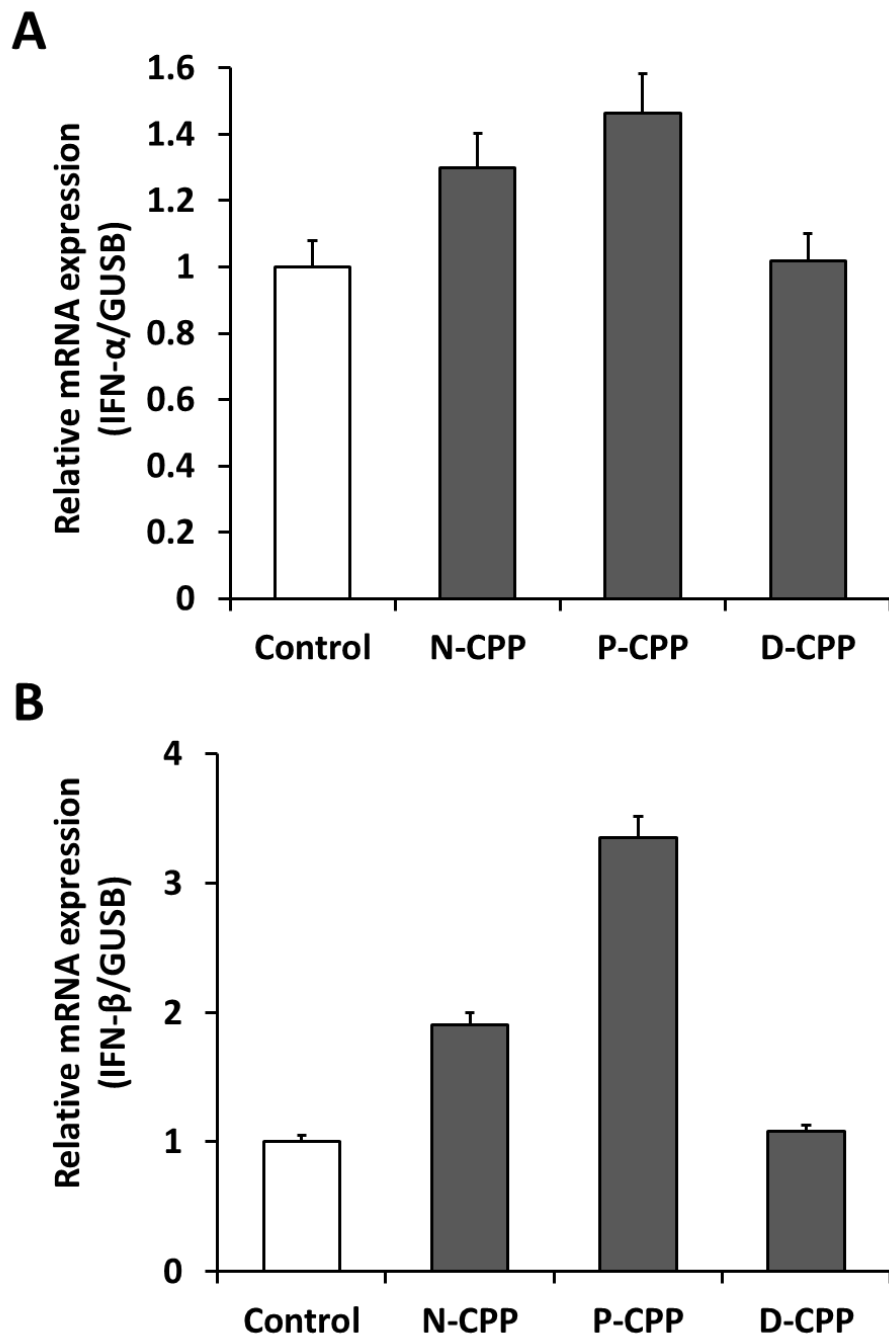 A
Relative mRNA expression
(IFN-α/GUSB)
1.6
1.4
1.2
1
0.8
0.6
0.4
0.2
0
Control N-CPP P-CPP D-CPP
B
Relative mRNA expression
(IFN-β/GUSB)
4
3
2
1
0
Control N-CPP P-CPP D-CPP